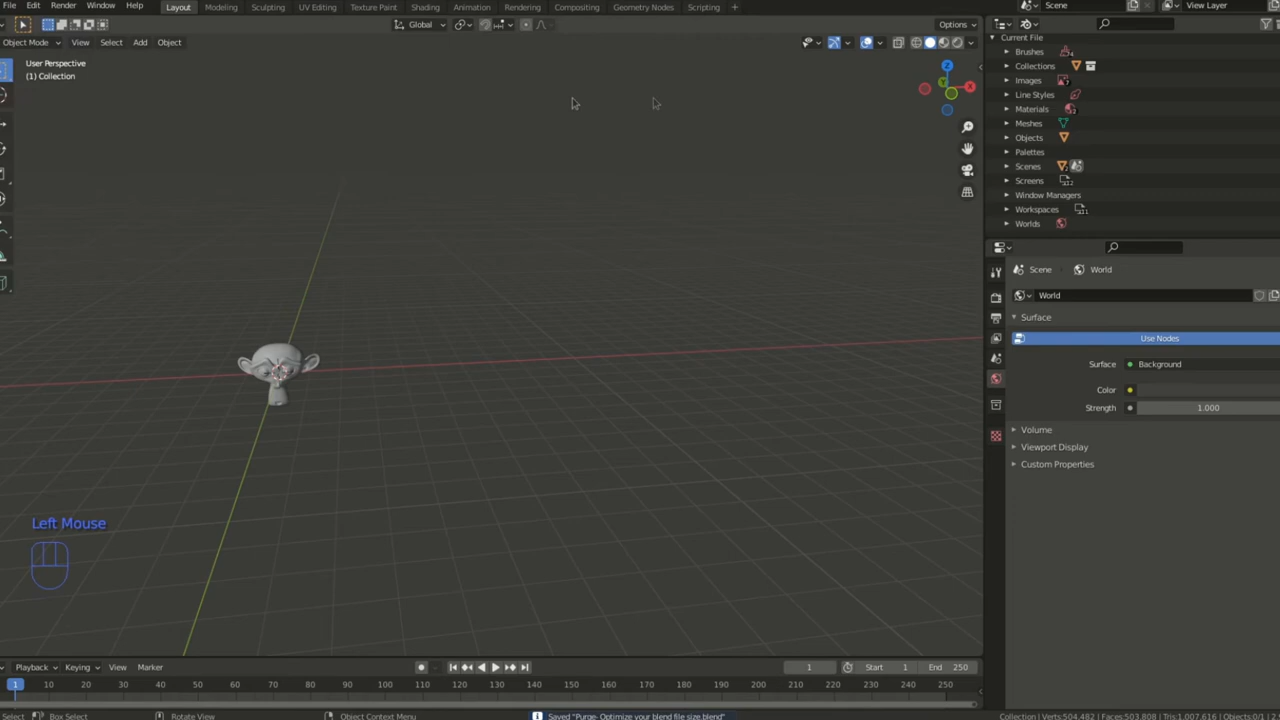 File Edit Render Window Help Layout Modeling Sculpting UV Editing Texture Paint Shading Animation Rendering Compositing Geometry Nodes Scripting + Scene View Layer
Global Options
Object Mode View Select Add Object
User Perspective
(1) Collection
Z
Y
X
Current File
Brushes 4
Collections
Images 7
Line Styles
Materials 2
Meshes
Objects
Palettes
Scenes
Screens 12
Window Managers
Workspaces 11
Worlds
Scene World
World
Surface
Use Nodes
Surface Background
Color
Strength 1.000
Volume
Viewport Display
Custom Properties
Left Mouse
Playback Keying View Marker 1 Start 1 End 250
1 10 20 30 40 50 60 70 80 90 100 110 120 130 140 150 160 170 180 190 200 210 220 230 240 250
Select Box Select Rotate View Object Context Menu Saved "Purge- Optimize your blend file size.blend" Collection | Verts:504.482 | Faces:503.808 | Tris:1.007.616 | Objects:0/1